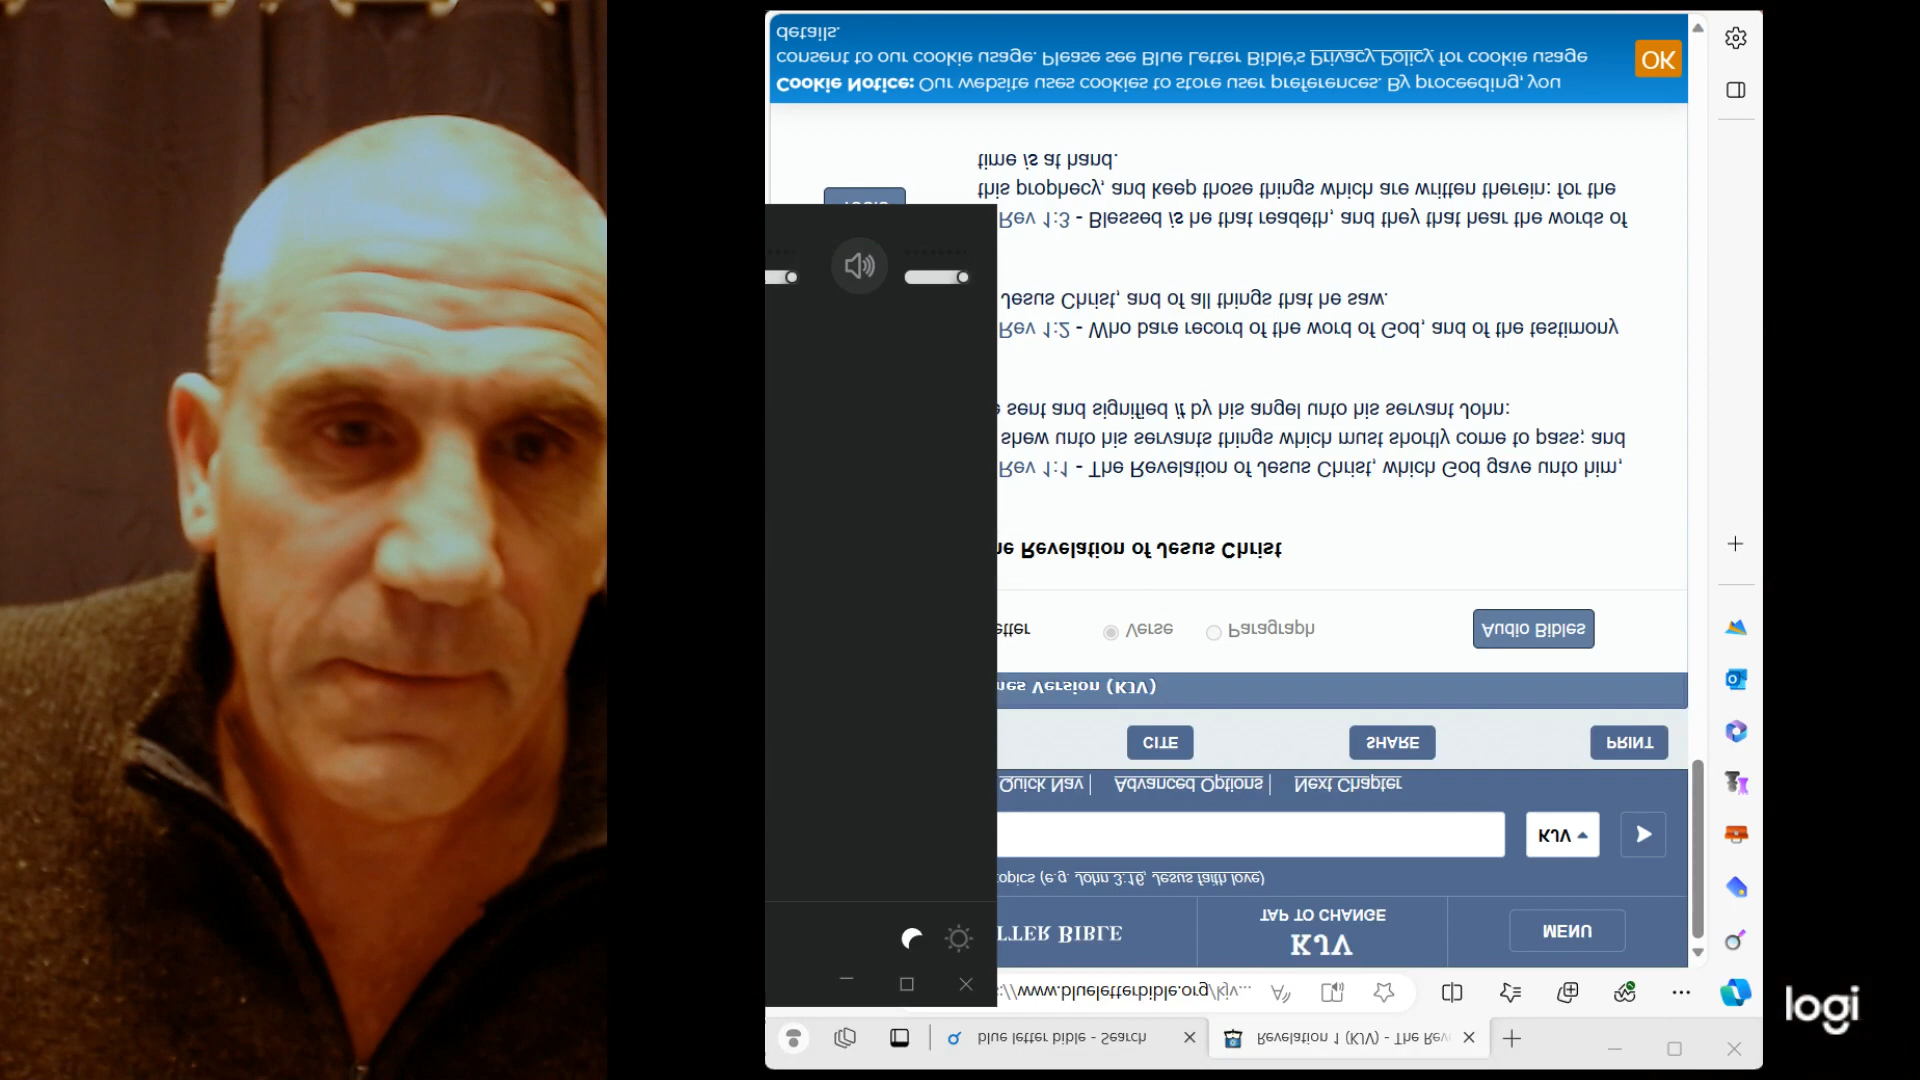 blue letter bible - Search
Revelation 1 (KJV) - The Rev
://www.blueletterbible.org/kjv...
TTER BIBLE
TAP TO CHANGE
KJV
MENU
opics (e.g. John 3:16, Jesus faith love)
KJV
Quick Nav | Advanced Options | Next Chapter
CITE
SHARE
PRINT
mes Version (KJV)
etter
Verse
Paragraph
Audio Bibles
he Revelation of Jesus Christ
Rev 1:1 - The Revelation of Jesus Christ, which God gave unto him,
shew unto his servants things which must shortly come to pass; and
e sent and signified it by his angel unto his servant John:
Rev 1:2 - Who bare record of the word of God, and of the testimony
Jesus Christ, and of all things that he saw.
Rev 1:3 - Blessed is he that readeth, and they that hear the words of
this prophecy, and keep those things which are written therein: for the
time is at hand.
Cookie Notice: Our website uses cookies to store user preferences. By proceeding, you
consent to our cookie usage. Please see Blue Letter Bible's Privacy Policy for cookie usage
details.
OK
logi